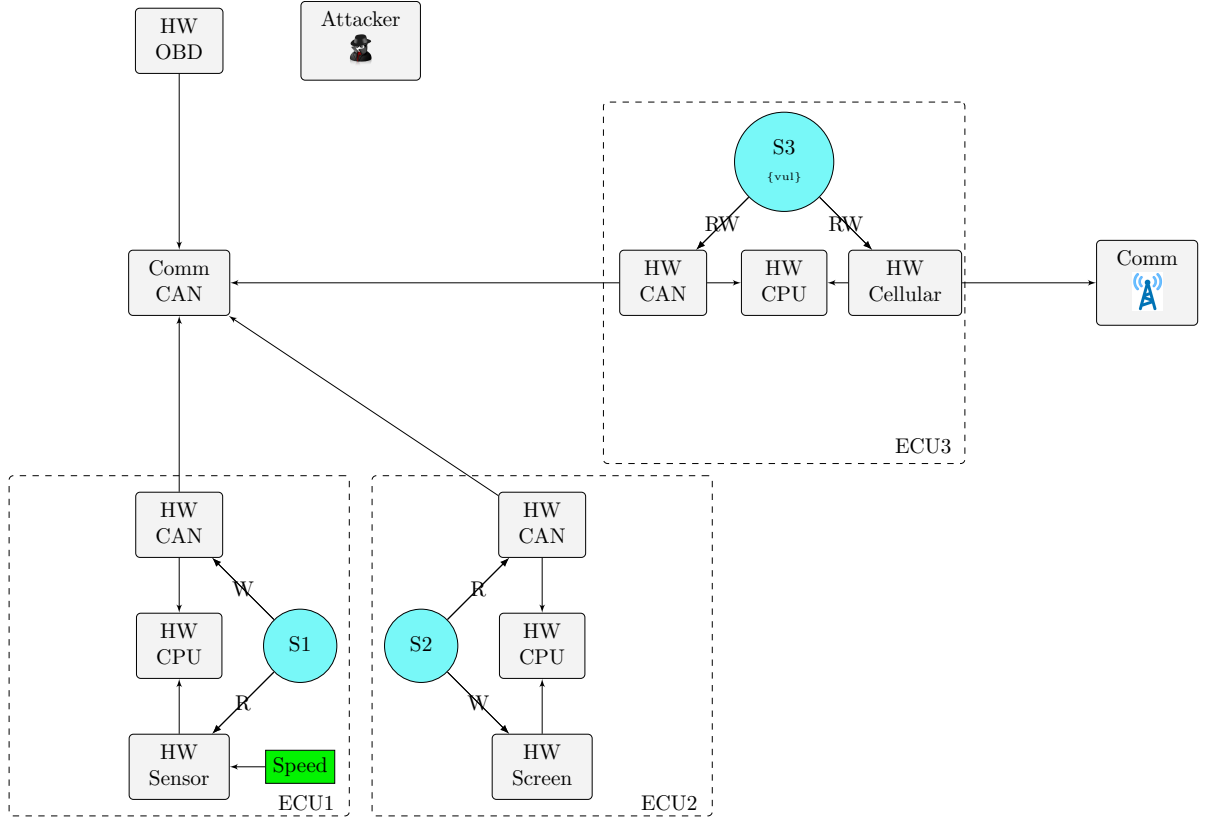 HW
OBD
Attacker
S3
{vul}
RW
RW
Comm
CAN
HW
CAN
HW
CPU
HW
Cellular
Comm
ECU3
HW
CAN
W
HW
CPU
S1
R
HW
Sensor
Speed
ECU1
HW
CAN
R
S2
HW
CPU
W
HW
Screen
ECU2